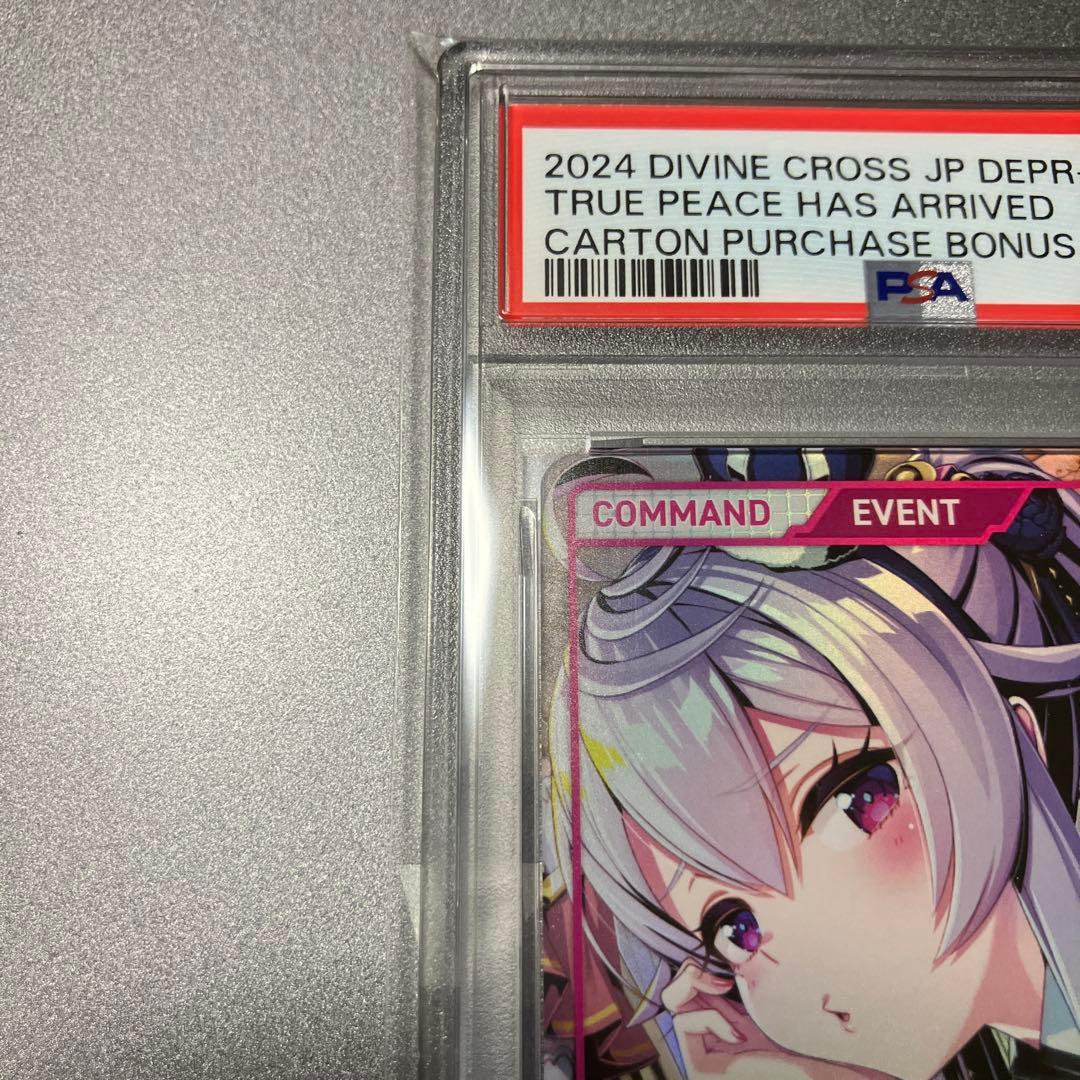 2024 DIVINE CROSS JP DEPR-
TRUE PEACE HAS ARRIVED
CARTON PURCHASE BONUS
PSA
COMMAND EVENT